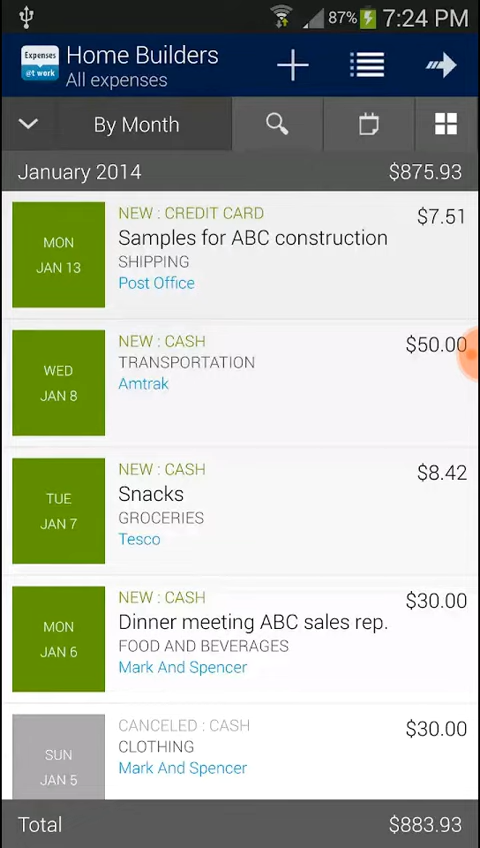 87% 7:24 PM
Expenses
@t work
Home Builders
All expenses
By Month
January 2014 $875.93
MON
JAN 13
NEW : CREDIT CARD
$7.51
Samples for ABC construction
SHIPPING
Post Office
WED
JAN 8
NEW : CASH
$50.00
TRANSPORTATION
Amtrak
TUE
JAN 7
NEW : CASH
$8.42
Snacks
GROCERIES
Tesco
MON
JAN 6
NEW : CASH
$30.00
Dinner meeting ABC sales rep.
FOOD AND BEVERAGES
Mark And Spencer
SUN
JAN 5
CANCELED : CASH
$30.00
CLOTHING
Mark And Spencer
Total $883.93